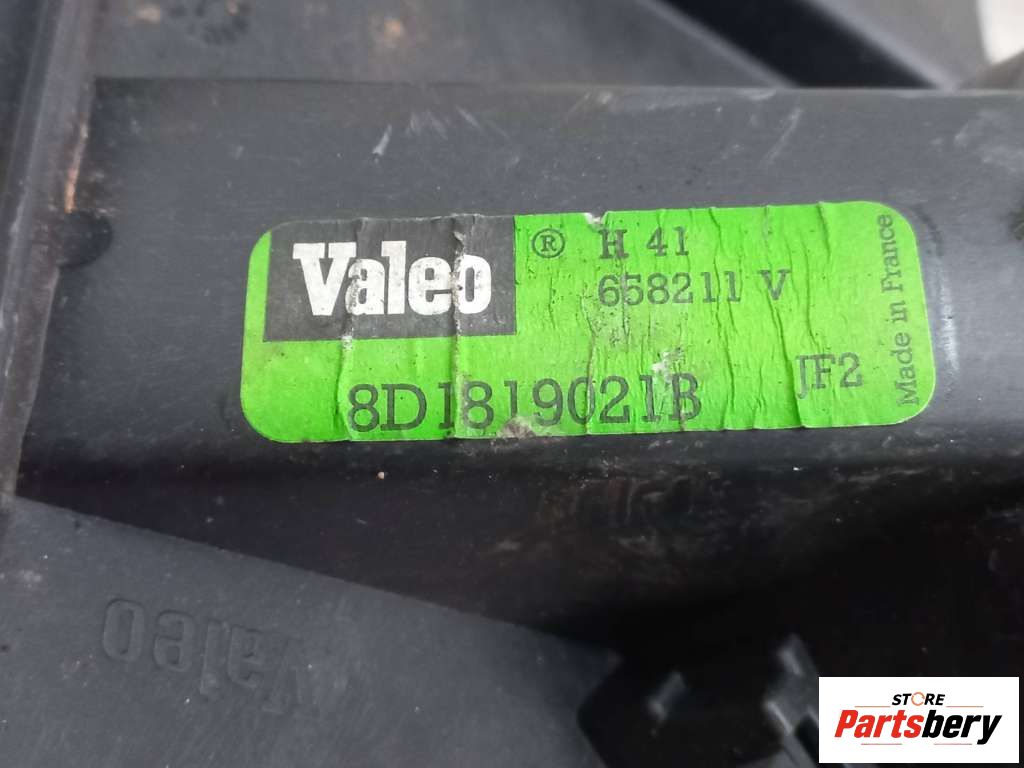 Valeo ® H 41
658211 V
8D1819021B
JF2
Made in France
Valeo
STORE
Partsbery